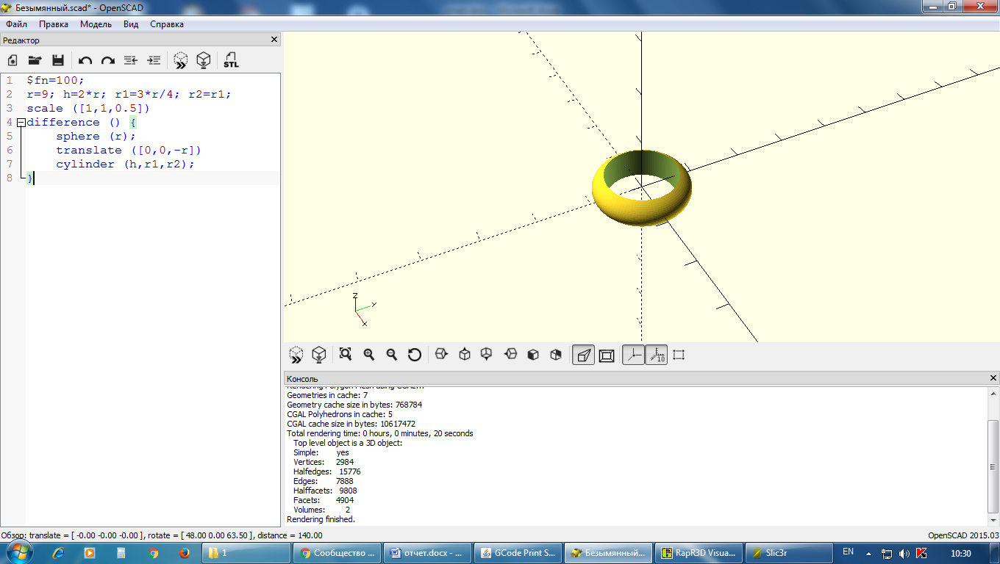 Безымянный.scad* - OpenSCAD
Файл Правка Модель Вид Справка
Редактор
STL
1 $fn=100;
2 r=9; h=2*r; r1=3*r/4; r2=r1;
3 scale ([1,1,0.5])
4 difference () {
5 sphere (r);
6 translate ([0,0,-r])
7 cylinder (h,r1,r2);
8 }
Z
Y
X
10
Консоль
Rendering Polygon Mesh using CGAL...
Geometries in cache: 7
Geometry cache size in bytes: 768784
CGAL Polyhedrons in cache: 5
CGAL cache size in bytes: 10617472
Total rendering time: 0 hours, 0 minutes, 20 seconds
Top level object is a 3D object:
Simple: yes
Vertices: 2984
Halfedges: 15776
Edges: 7888
Halffacets: 9808
Facets: 4904
Volumes: 2
Rendering finished.
Обзор: translate = [ -0.00 -0.00 -0.00 ], rotate = [ 48.00 0.00 63.50 ], distance = 140.00
OpenSCAD 2015.03
1
Сообщество ...
отчет.docx - ...
GCode Print S...
Безымянный...
RapR3D Visua...
Slic3r
EN
10:30